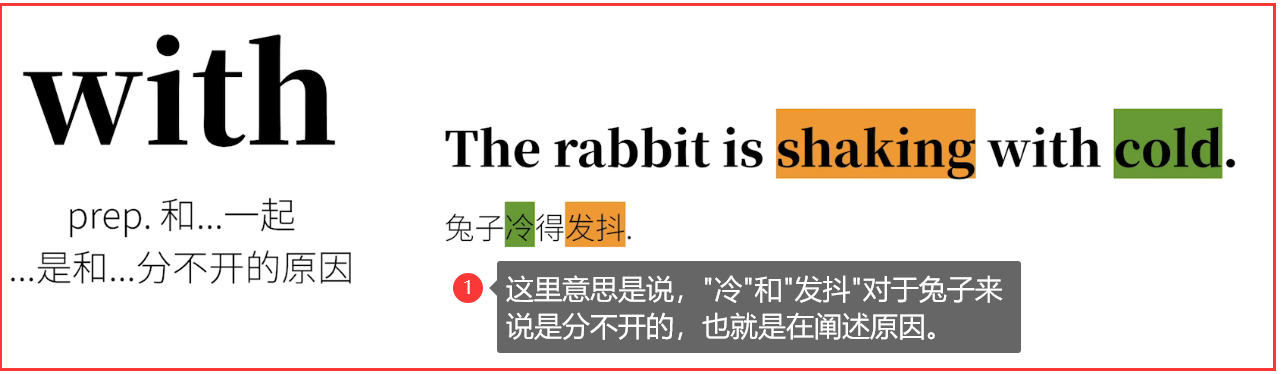 with
prep. 和...一起
...是和...分不开的原因
The rabbit is shaking with cold.
兔子冷得发抖.
1
这里意思是说，"冷"和"发抖"对于兔子来
说是分不开的，也就是在阐述原因。